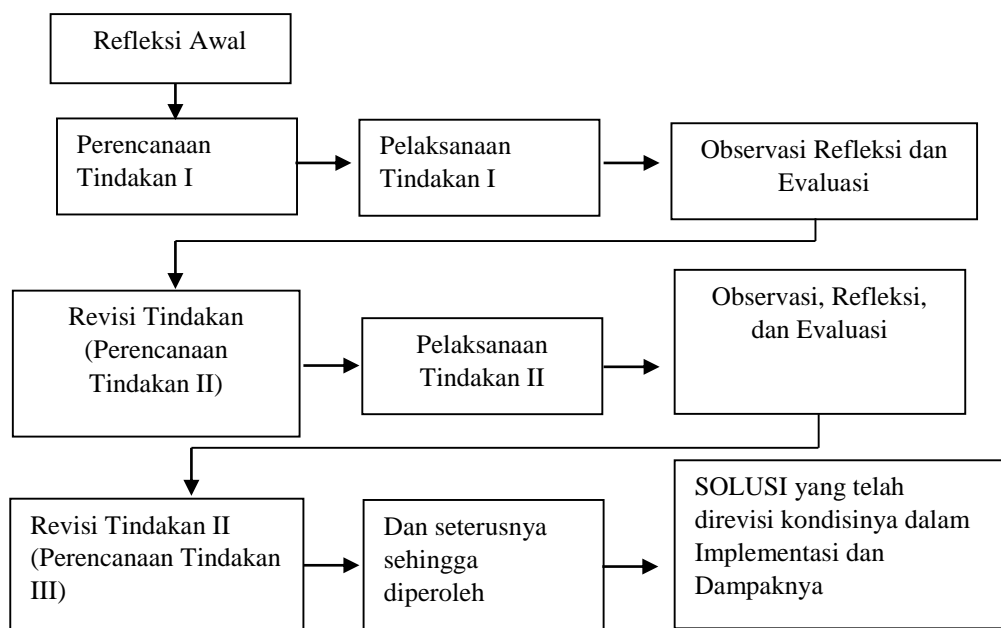 Refleksi Awal
Perencanaan
Tindakan I
Pelaksanaan
Tindakan I
Observasi Refleksi dan
Evaluasi
Revisi Tindakan
(Perencanaan
Tindakan II)
Pelaksanaan
Tindakan II
Observasi, Refleksi,
dan Evaluasi
Revisi Tindakan II
(Perencanaan Tindakan
III)
Dan seterusnya
sehingga
diperoleh
SOLUSI yang telah
direvisi kondisinya dalam
Implementasi dan
Dampaknya